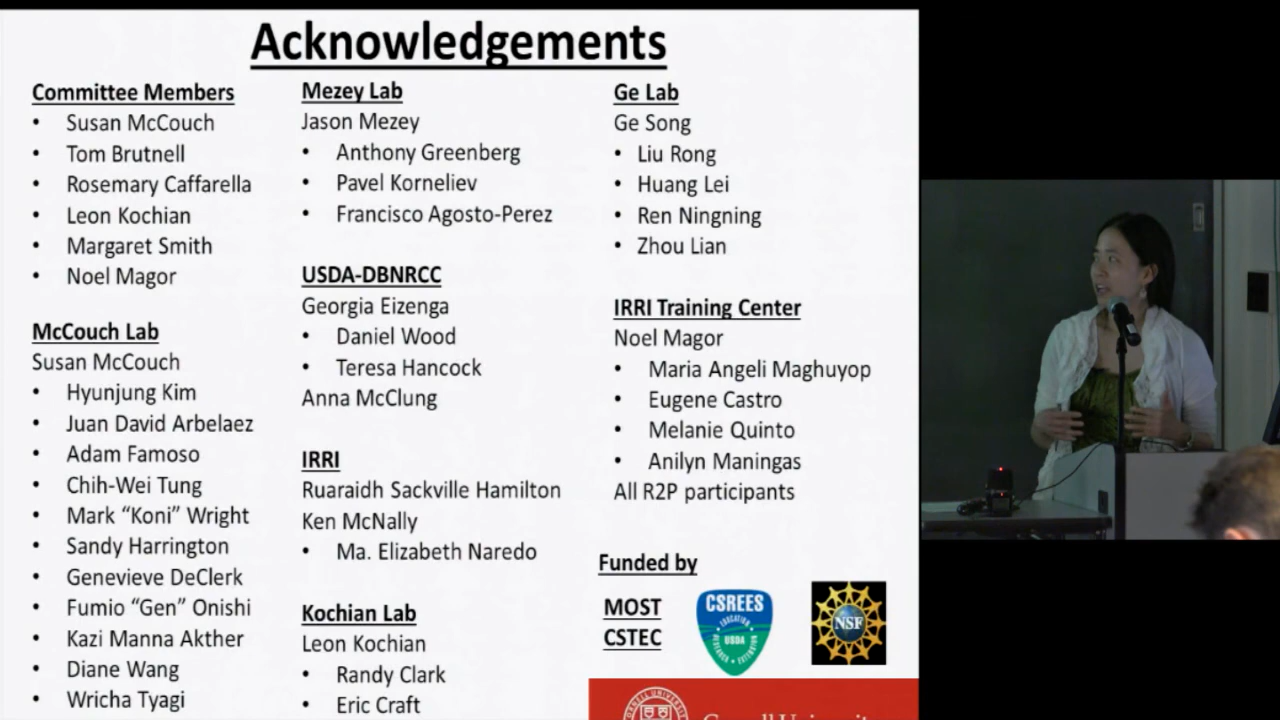 Acknowledgements
Committee Members
• Susan McCouch
• Tom Brutnell
• Rosemary Caffarella
• Leon Kochian
• Margaret Smith
• Noel Magor
McCouch Lab
Susan McCouch
• Hyunjung Kim
• Juan David Arbelaez
• Adam Famoso
• Chih-Wei Tung
• Mark “Koni” Wright
• Sandy Harrington
• Genevieve DeClerk
• Fumio “Gen” Onishi
• Kazi Manna Akther
• Diane Wang
• Wricha Tyagi
Mezey Lab
Jason Mezey
• Anthony Greenberg
• Pavel Korneliev
• Francisco Agosto-Perez
USDA-DBNRCC
Georgia Eizenga
• Daniel Wood
• Teresa Hancock
Anna McClung
IRRI
Ruaraidh Sackville Hamilton
Ken McNally
• Ma. Elizabeth Naredo
Kochian Lab
Leon Kochian
• Randy Clark
• Eric Craft
Ge Lab
Ge Song
• Liu Rong
• Huang Lei
• Ren Ningning
• Zhou Lian
IRRI Training Center
Noel Magor
• Maria Angeli Maghuyop
• Eugene Castro
• Melanie Quinto
• Anilyn Maningas
All R2P participants
Funded by
MOST
CSTEC
CSREES
EDUCATION
USDA
RESEARCH
EXTENSION
NSF
Cornell University